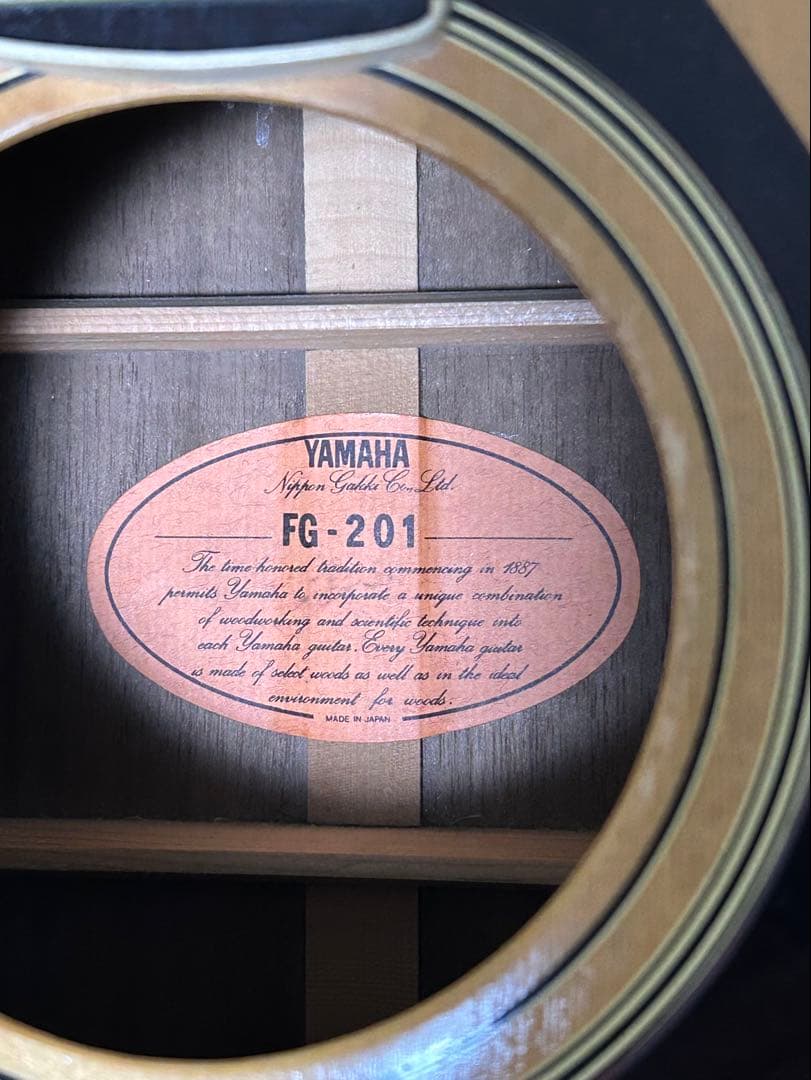 YAMAHA
Nippon Gakki Co., Ltd.
FG-201
The time-honored tradition commencing in 1887
permits Yamaha to incorporate a unique combination
of woodworking and scientific technique into
each Yamaha guitar. Every Yamaha guitar
is made of select woods as well as in the ideal
environment for woods.
MADE IN JAPAN